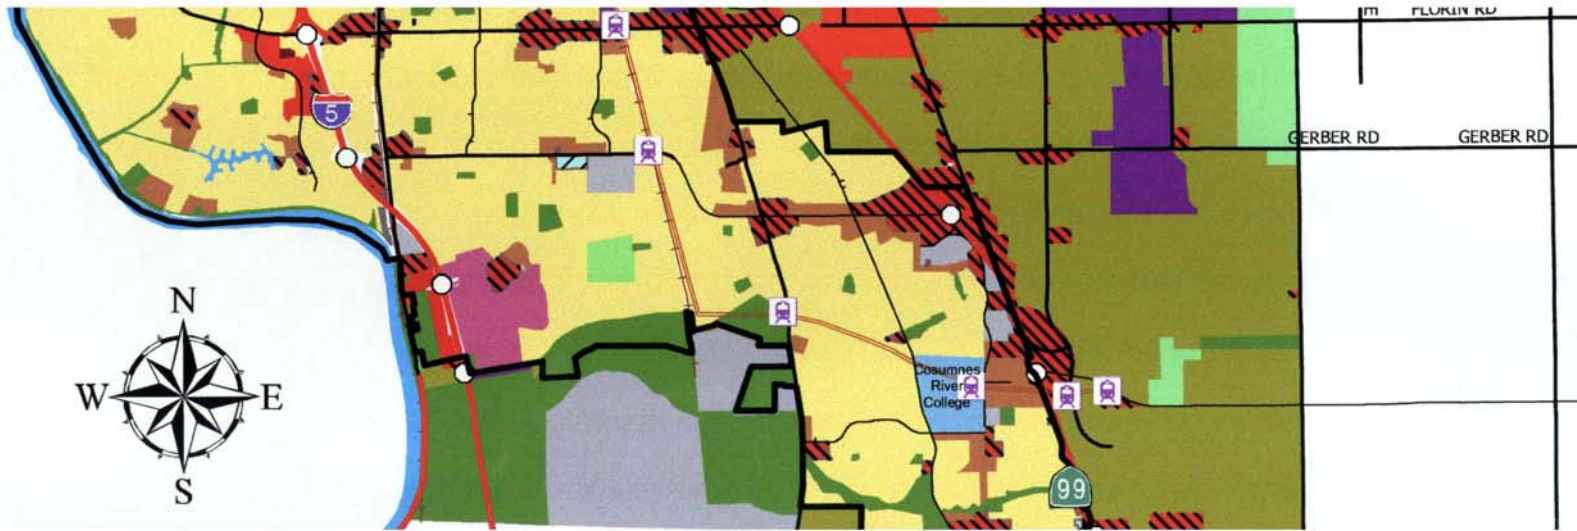 FLORIN RD
5
GERBER RD
GERBER RD
N
W
E
S
Cosumnes
River
College
99